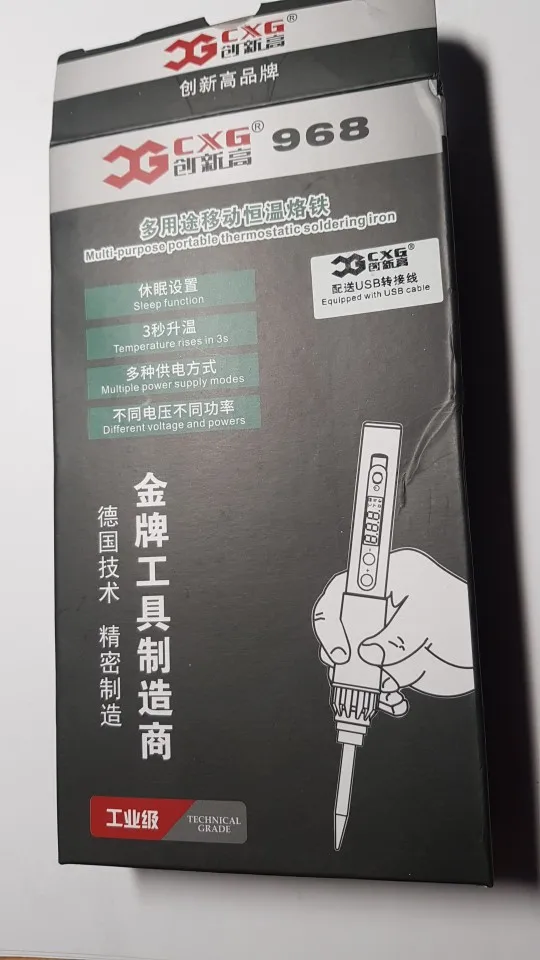 CXG®
创新高
创新高品牌
CXG®
创新高
968
多用途移动恒温烙铁
Multi-purpose portable thermostatic soldering iron
CXG®
创新高
配送USB转接线
Equipped with USB cable
休眠设置
Sleep function
3秒升温
Temperature rises in 3s
多种供电方式
Multiple power supply modes
不同电压不同功率
Different voltage and powers
金牌工具制造商
德国技术 精密制造
工业级
TECHNICAL
GRADE